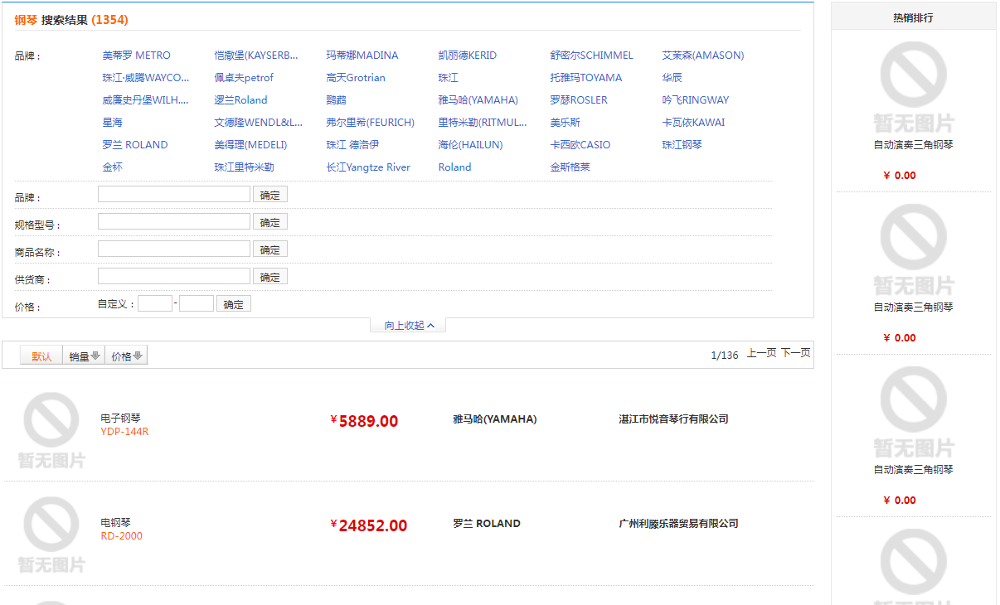 钢琴 搜索结果 (1354)
品牌：
美蒂罗 METRO 恺撒堡(KAYSERB... 玛蒂娜MADINA 凯丽德KERID 舒密尔SCHIMMEL 艾茉森(AMASON)
珠江·威腾WAYCO... 佩卓夫petrof 高天Grotrian 珠江 托雅玛TOYAMA 华辰
威廉史丹堡WILH.... 逻兰Roland 鹦鹉 雅马哈(YAMAHA) 罗瑟ROSLER 吟飞RINGWAY
星海 文德隆WENDL&L... 弗尔里希(FEURICH) 里特米勒(RITMUL... 美乐斯 卡瓦依KAWAI
罗兰 ROLAND 美得理(MEDELI) 珠江 德洛伊 海伦(HAILUN) 卡西欧CASIO 珠江钢琴
金杯 珠江里特米勒 长江Yangtze River Roland 金斯格莱
品牌： 确定
规格型号： 确定
商品名称： 确定
供货商： 确定
价格： 自定义： - 确定
向上收起
默认 销量 价格 1/136 上一页 下一页
暂无图片
电子钢琴 ¥5889.00 雅马哈(YAMAHA) 湛江市悦音琴行有限公司
YDP-144R
暂无图片
电钢琴 ¥24852.00 罗兰 ROLAND 广州利滕乐器贸易有限公司
RD-2000
热销排行
暂无图片
自动演奏三角钢琴
¥ 0.00
暂无图片
自动演奏三角钢琴
¥ 0.00
暂无图片
自动演奏三角钢琴
¥ 0.00
暂无图片